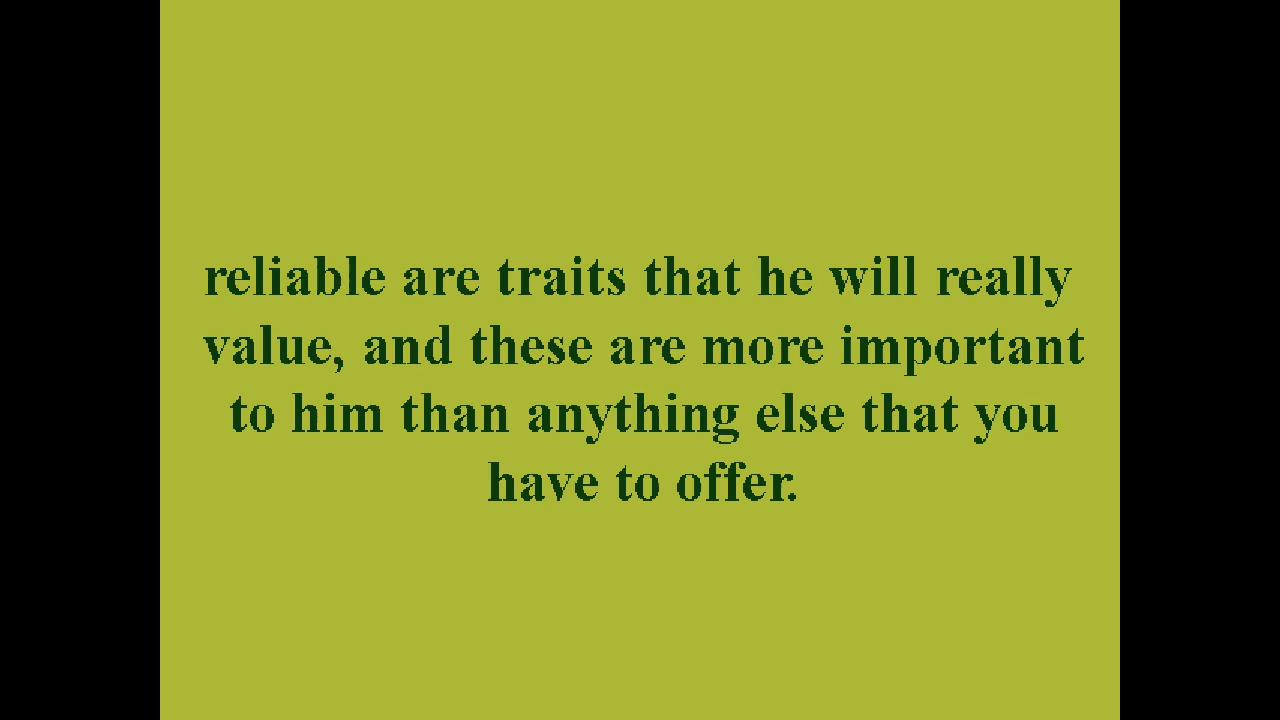 reliable are traits that he will really
value, and these are more important
to him than anything else that you
have to offer.